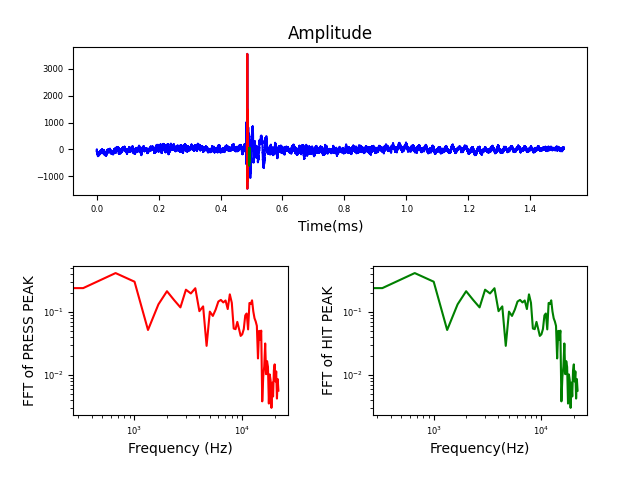 Amplitude
3000
2000
1000
0
−1000
0.0 0.2 0.4 0.6 0.8 1.0 1.2 1.4
Time(ms)
FFT of PRESS PEAK
10⁻¹
10⁻²
10³ 10⁴
Frequency (Hz)
FFT of HIT PEAK
10⁻¹
10⁻²
10³ 10⁴
Frequency(Hz)